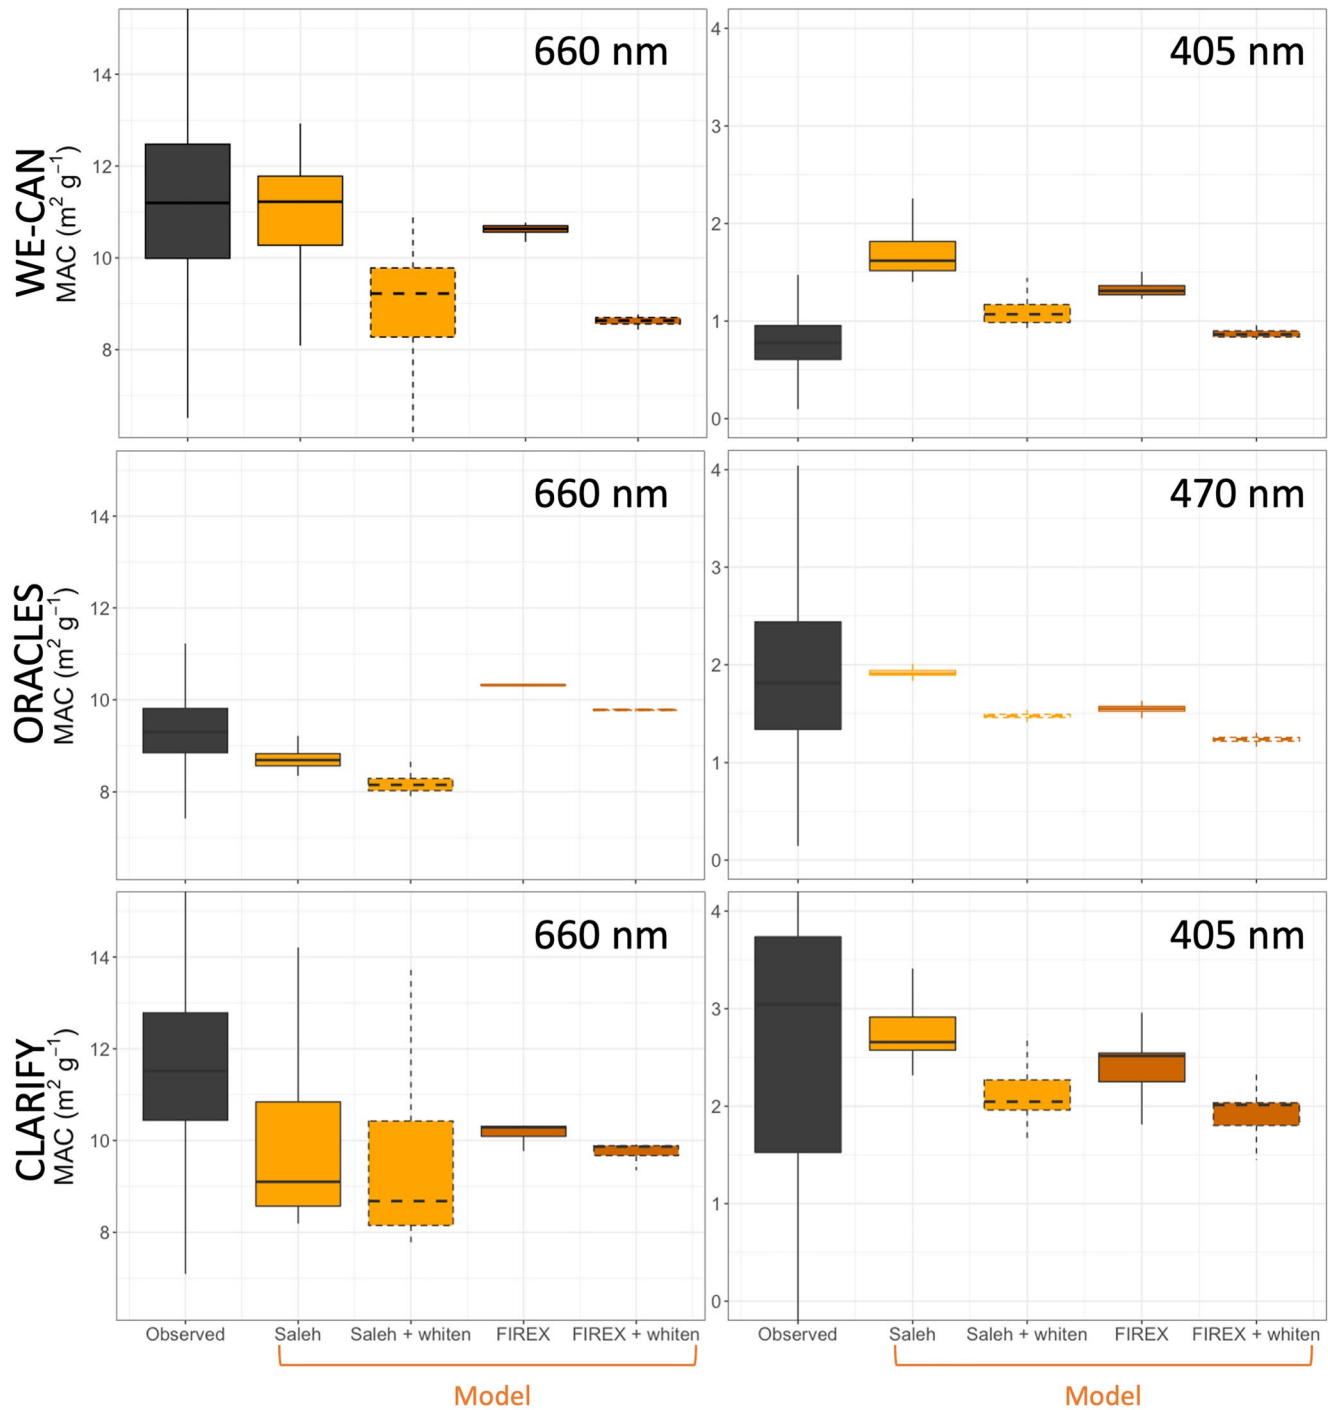 660 nm
405 nm
WE-CAN
MAC (m² g⁻¹)
14
12
10
8
4
3
2
1
0
660 nm
470 nm
ORACLES
MAC (m² g⁻¹)
14
12
10
8
4
3
2
1
0
660 nm
405 nm
CLARIFY
MAC (m² g⁻¹)
14
12
10
8
4
3
2
1
0
Observed Saleh Saleh + whiten FIREX FIREX + whiten
Observed Saleh Saleh + whiten FIREX FIREX + whiten
Model
Model